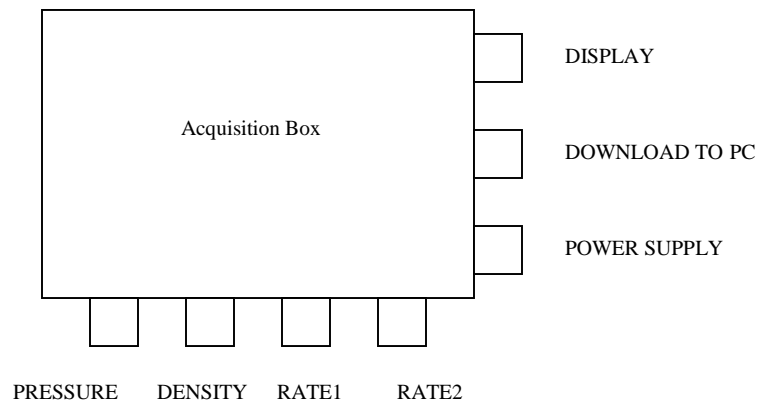 DISPLAY
Acquisition Box
DOWNLOAD TO PC
POWER SUPPLY
PRESSURE DENSITY RATE1 RATE2